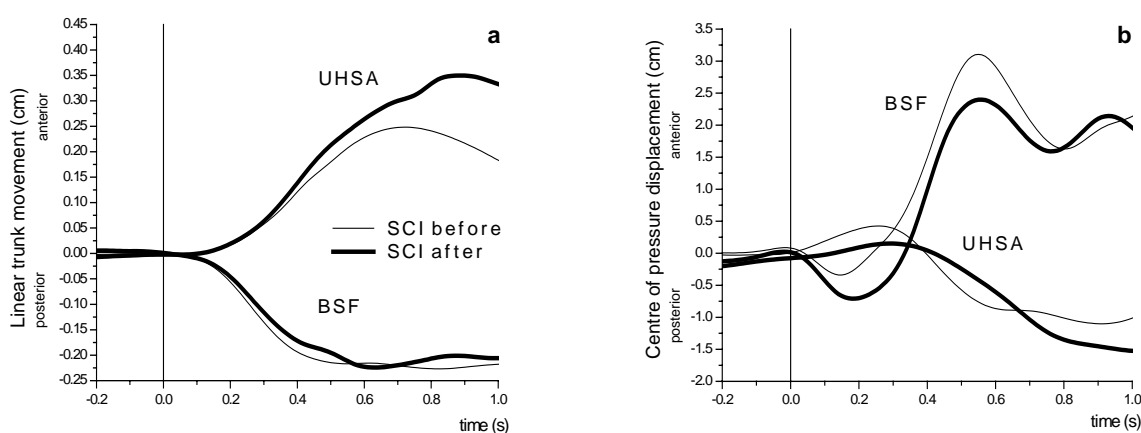 a
Linear trunk movement (cm)
posterior anterior
0.45
0.40
0.35
0.30
0.25
0.20
0.15
0.10
0.05
0.00
-0.05
-0.10
-0.15
-0.20
-0.25
UHSA
SCI before
SCI after
BSF
-0.2 0.0 0.2 0.4 0.6 0.8 1.0
time (s)
b
Centre of pressure displacement (cm)
posterior anterior
3.5
3.0
2.5
2.0
1.5
1.0
0.5
0.0
-0.5
-1.0
-1.5
-2.0
BSF
UHSA
-0.2 0.0 0.2 0.4 0.6 0.8 1.0
time (s)